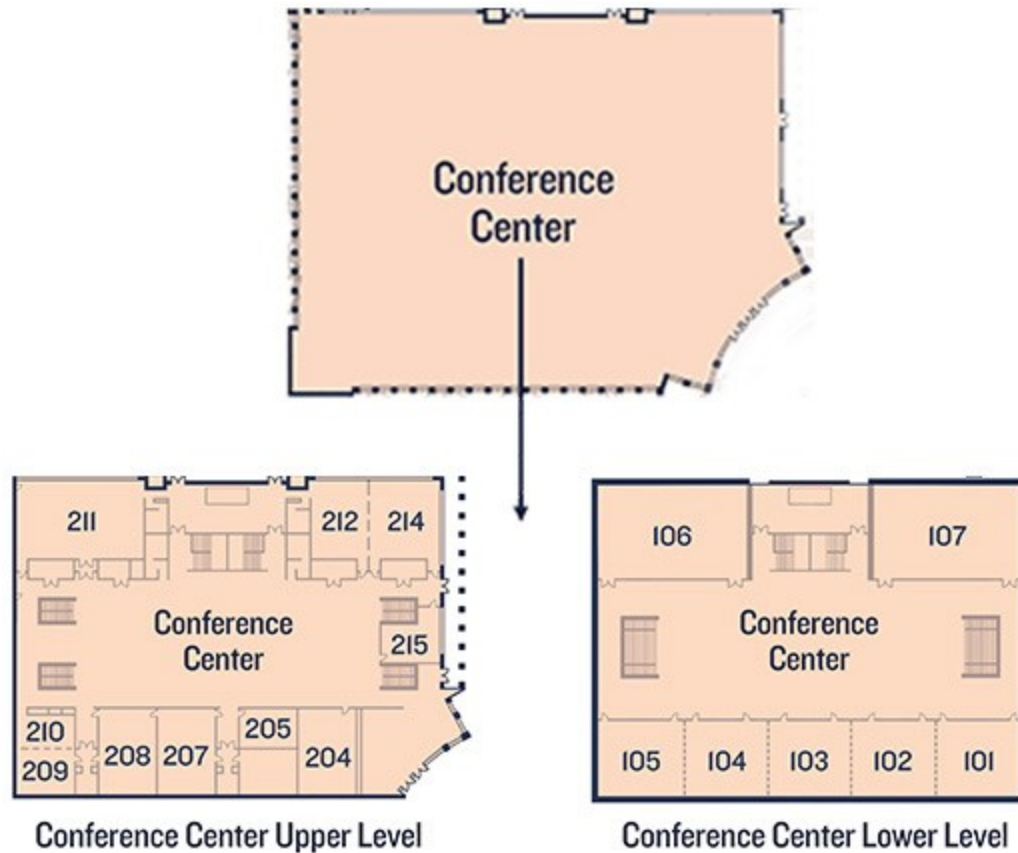 Conference
Center
211
212
214
Conference
Center
215
210
209
208
207
205
204
Conference Center Upper Level
106
107
Conference
Center
105
104
103
102
101
Conference Center Lower Level